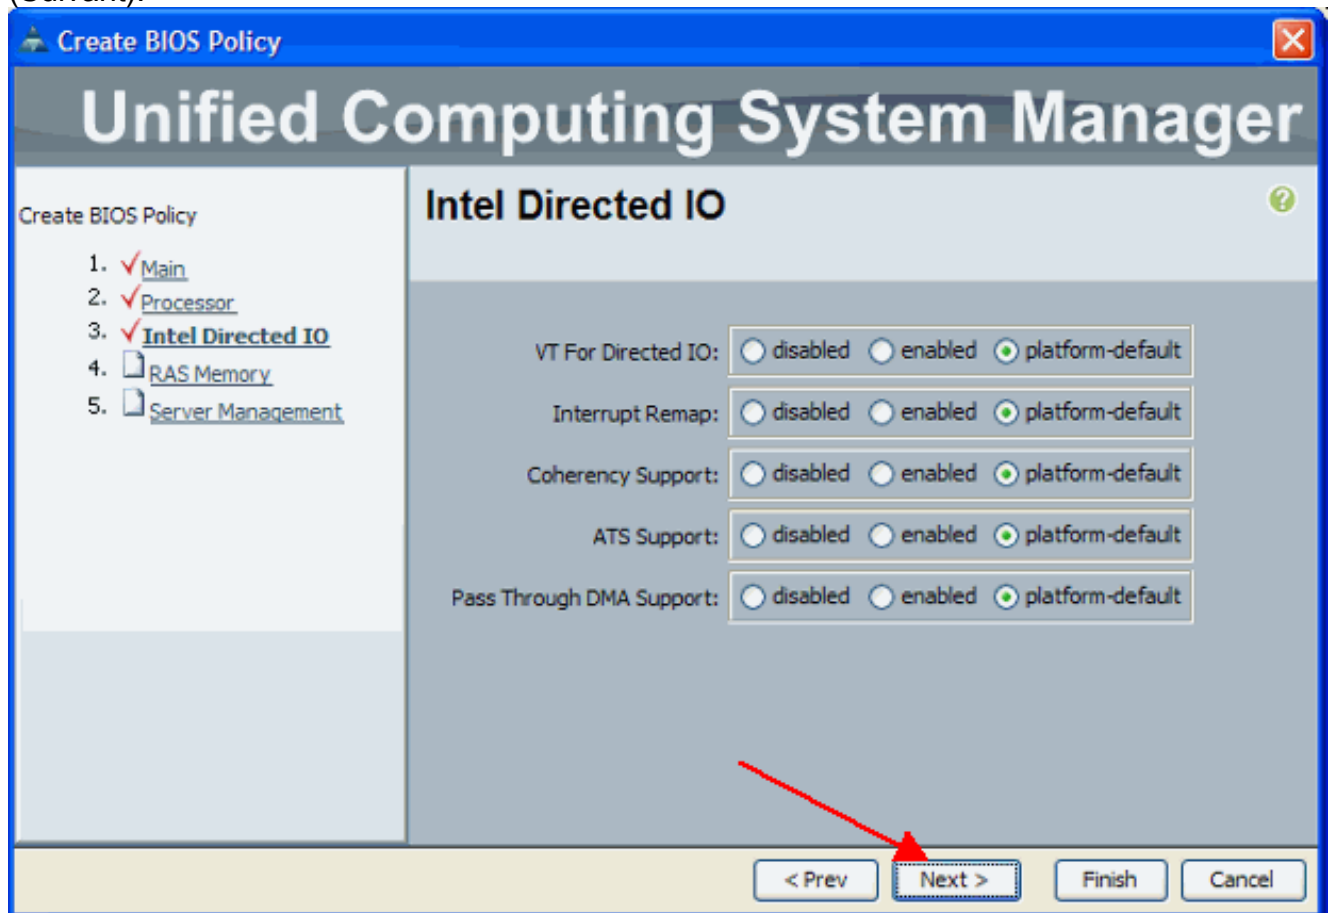 (Suivant).
Create BIOS Policy
Unified Computing System Manager
Create BIOS Policy
1. Main
2. Processor
3. Intel Directed IO
4. RAS Memory
5. Server Management
Intel Directed IO
?
VT For Directed IO: disabled enabled platform-default
Interrupt Remap: disabled enabled platform-default
Coherency Support: disabled enabled platform-default
ATS Support: disabled enabled platform-default
Pass Through DMA Support: disabled enabled platform-default
< Prev Next > Finish Cancel